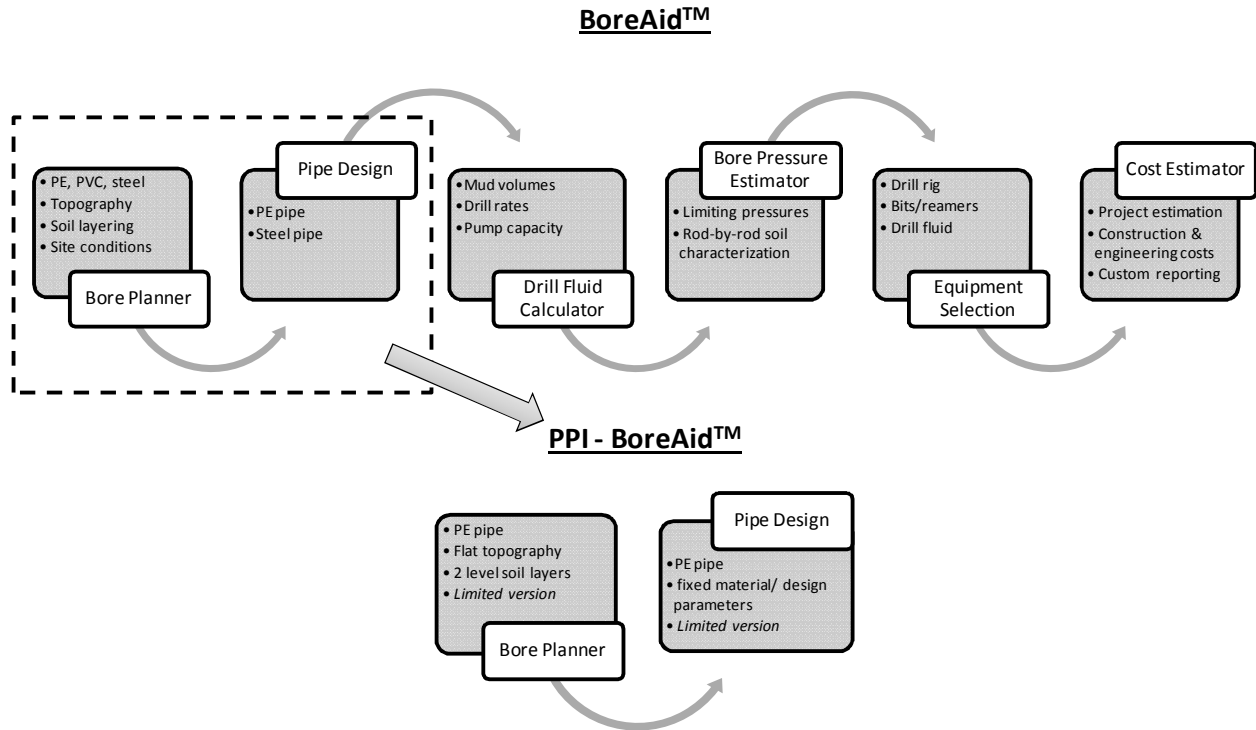 BoreAid™
• PE, PVC, steel
• Topography
• Soil layering
• Site conditions
Bore Planner
Pipe Design
• PE pipe
• Steel pipe
• Mud volumes
• Drill rates
• Pump capacity
Drill Fluid
Calculator
Bore Pressure
Estimator
• Limiting pressures
• Rod-by-rod soil
characterization
• Drill rig
• Bits/reamers
• Drill fluid
Equipment
Selection
Cost Estimator
• Project estimation
• Construction &
engineering costs
• Custom reporting
PPI - BoreAid™
• PE pipe
• Flat topography
• 2 level soil layers
• Limited version
Bore Planner
Pipe Design
• PE pipe
• fixed material/ design
parameters
• Limited version